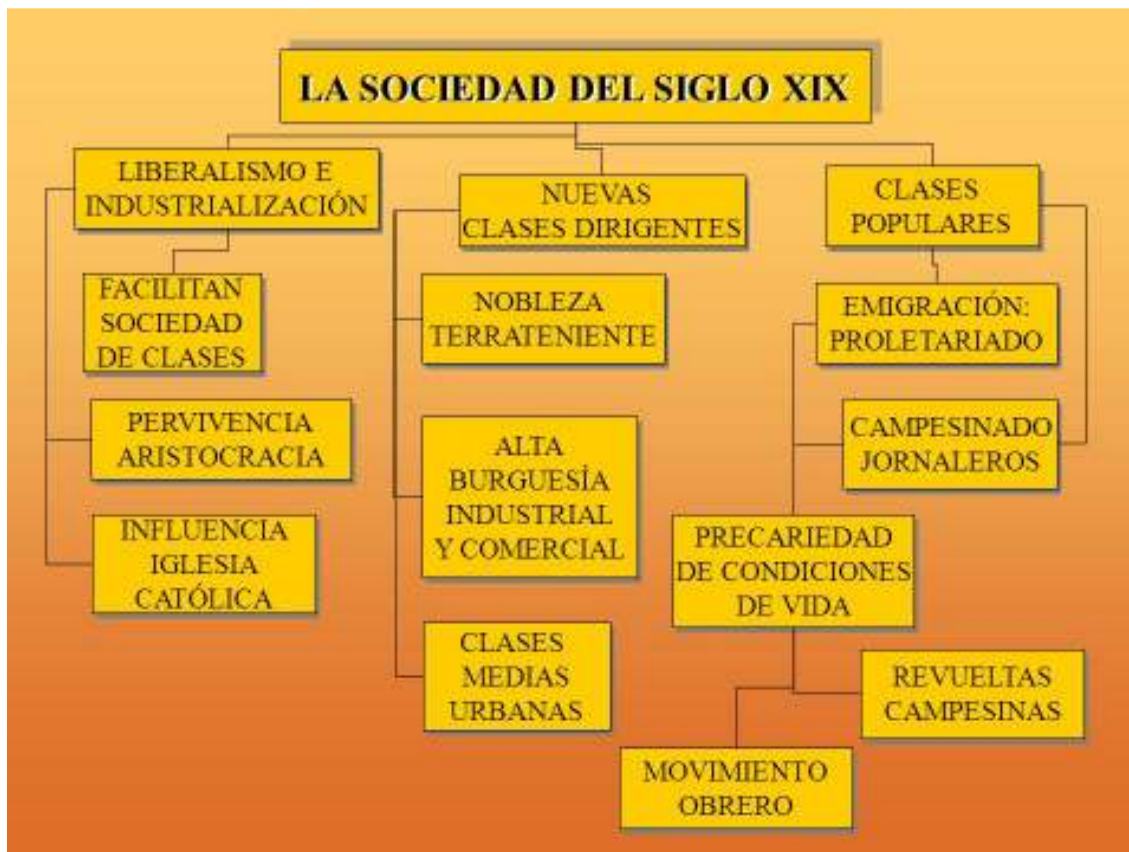 LA SOCIEDAD DEL SIGLO XIX
LIBERALISMO E
INDUSTRIALIZACIÓN
FACILITAN
SOCIEDAD
DE CLASES
PERVIVENCIA
ARISTOCRACIA
INFLUENCIA
IGLESIA
CATÓLICA
NUEVAS
CLASES DIRIGENTES
NOBLEZA
TERRATENIENTE
ALTA
BURGUESÍA
INDUSTRIAL
Y COMERCIAL
CLASES
MEDIAS
URBANAS
CLASES
POPULARES
EMIGRACIÓN:
PROLETARIADO
CAMPESINADO
JORNALEROS
PRECARIEDAD
DE CONDICIONES
DE VIDA
REVUELTAS
CAMPESINAS
MOVIMIENTO
OBRERO